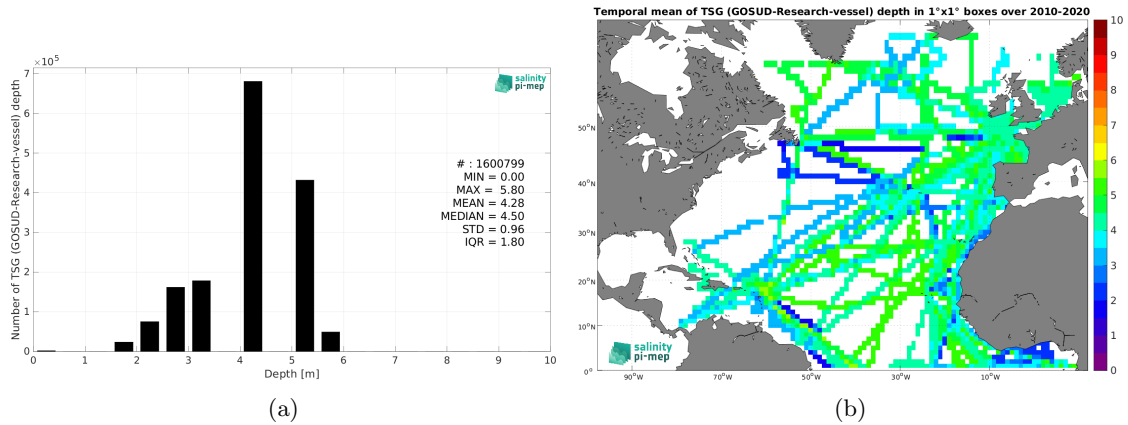 ×10⁵
7
6
5
4
3
2
1
0
Number of TSG (GOSUD-Research-vessel) depth
salinity
pi-mep
# : 1600799
MIN = 0.00
MAX = 5.80
MEAN = 4.28
MEDIAN = 4.50
STD = 0.96
IQR = 1.80
0 1 2 3 4 5 6 7 8 9 10
Depth [m]
(a)
Temporal mean of TSG (GOSUD-Research-vessel) depth in 1°x1° boxes over 2010-2020
50°N
40°N
30°N
20°N
10°N
0°
90°W 70°W 50°W 30°W 10°W
salinity
pi-mep
10
9
8
7
6
5
4
3
2
1
0
(b)